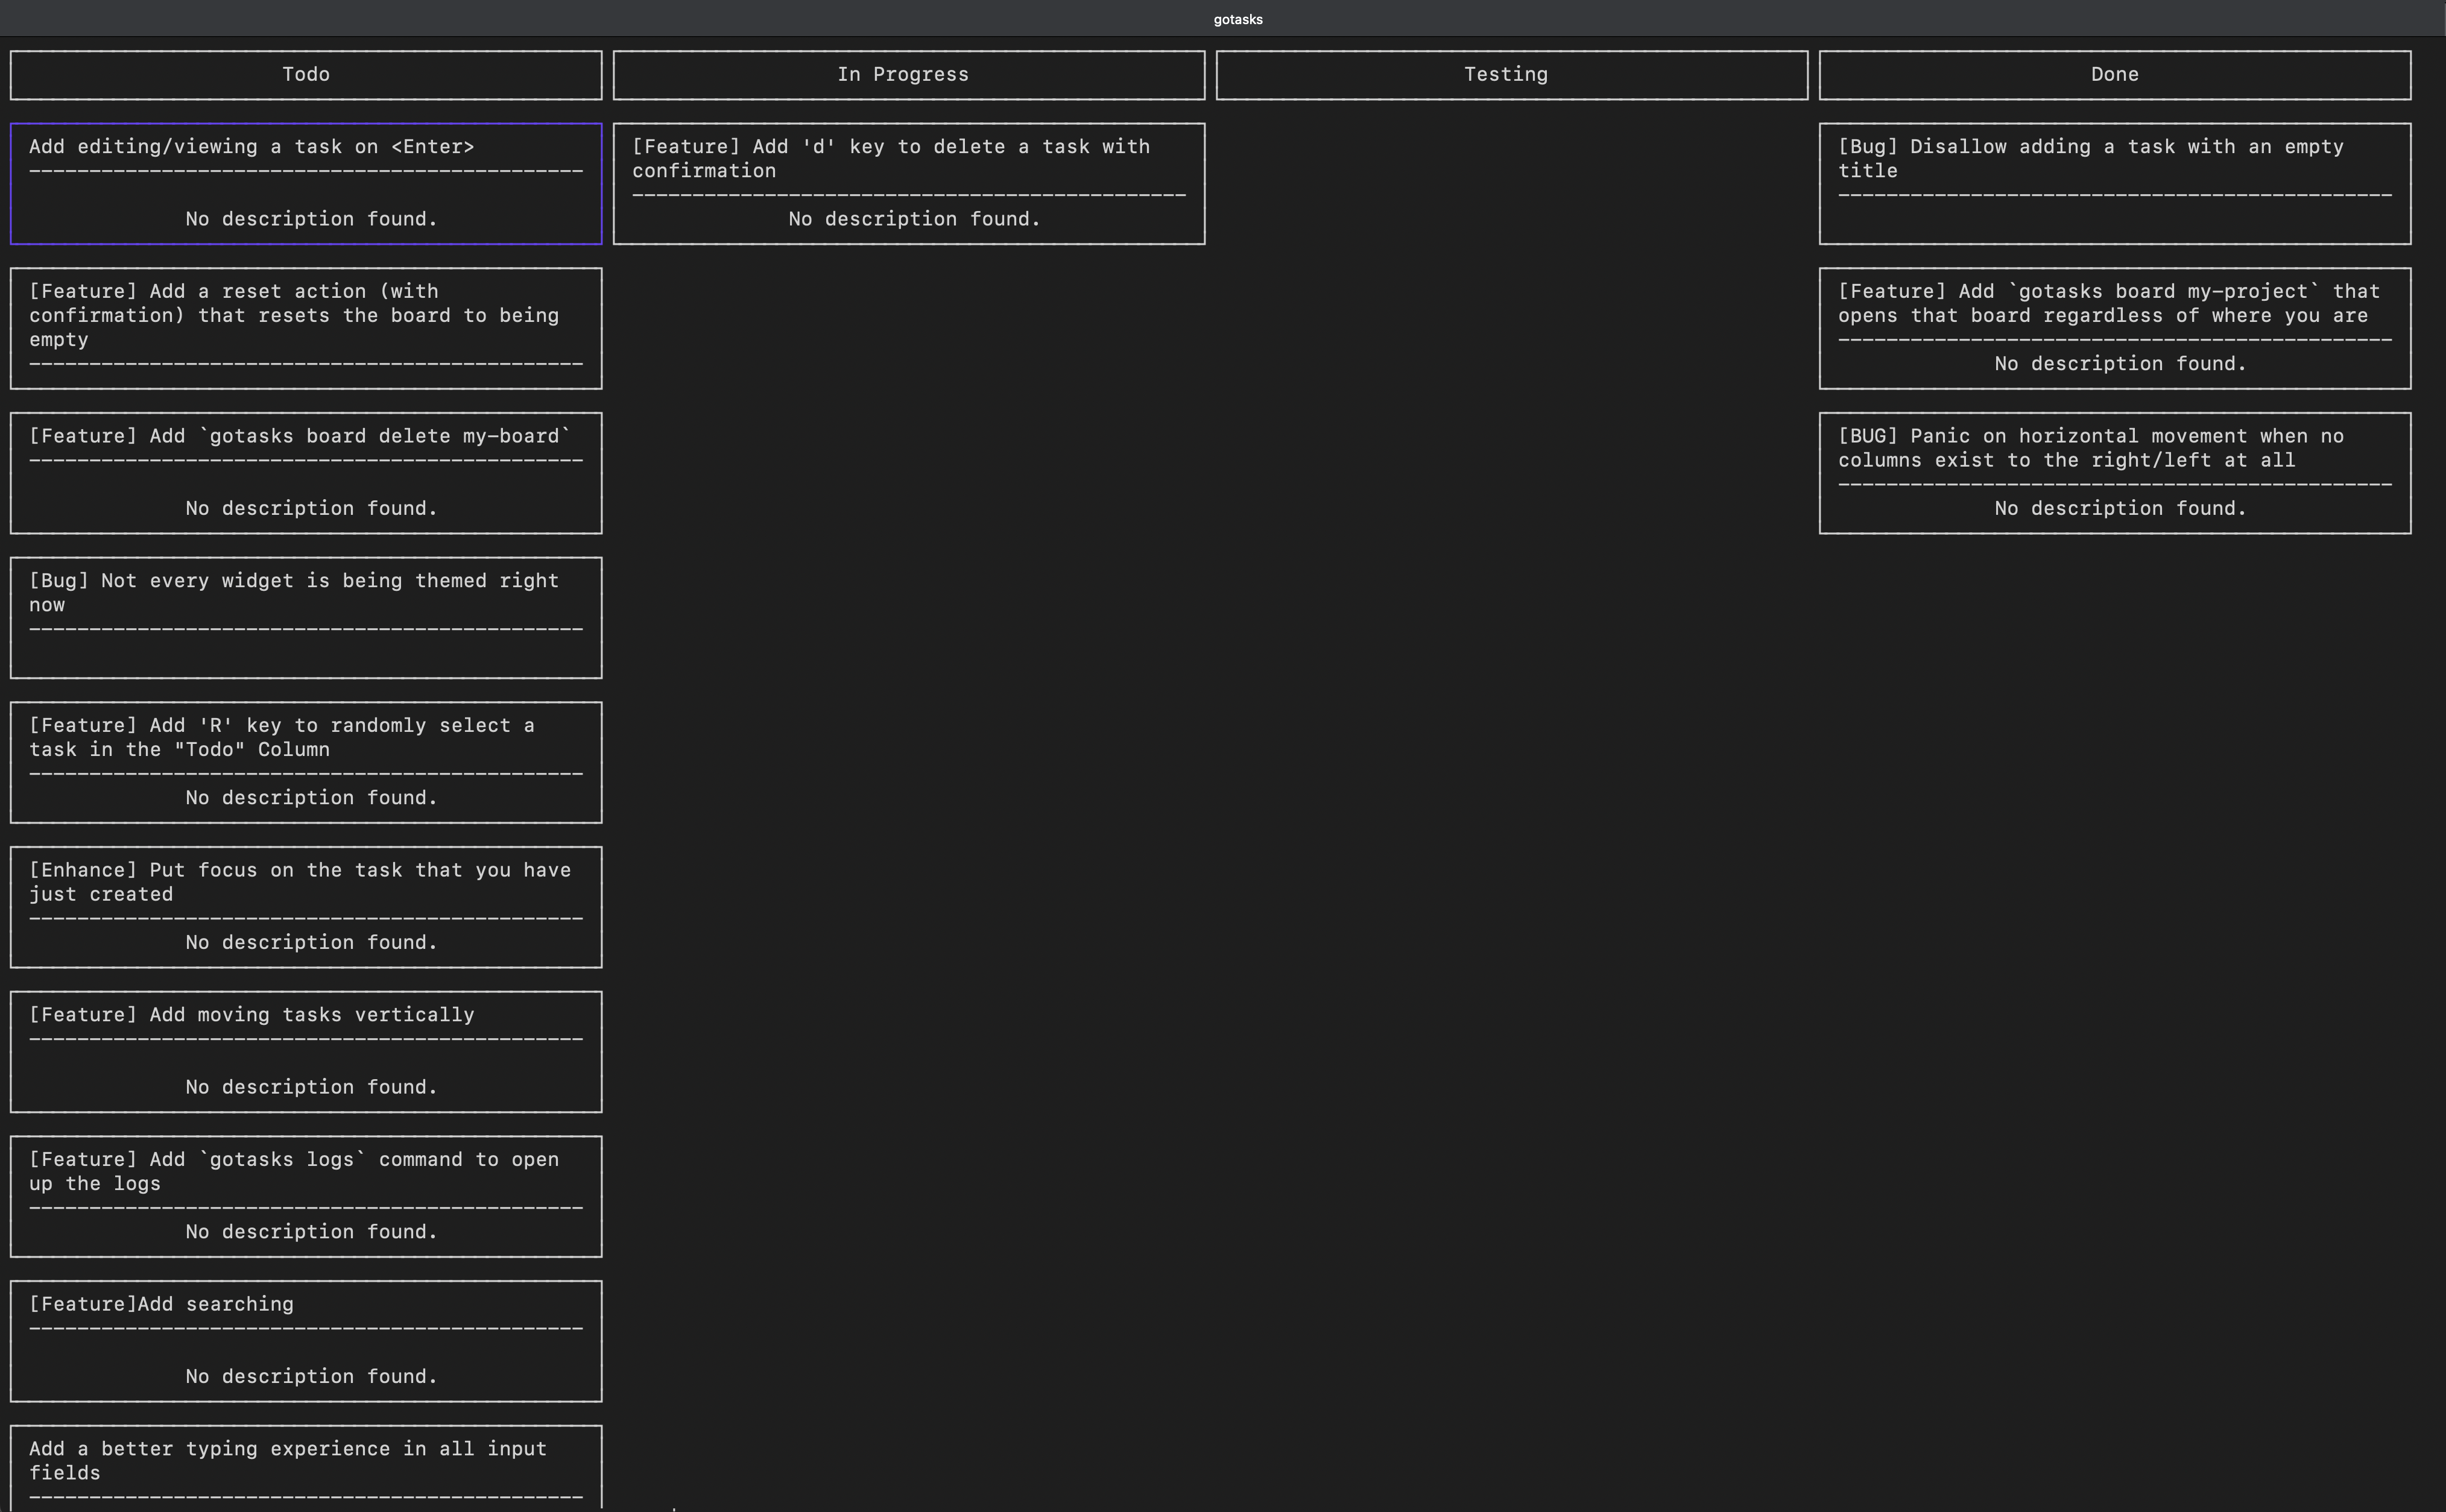 gotasks
Todo
In Progress
Testing
Done
Add editing/viewing a task on <Enter>
No description found.
[Feature] Add a reset action (with
confirmation) that resets the board to being
empty
[Feature] Add `gotasks board delete my-board`
No description found.
[Bug] Not every widget is being themed right
now
[Feature] Add 'R' key to randomly select a
task in the "Todo" Column
No description found.
[Enhance] Put focus on the task that you have
just created
No description found.
[Feature] Add moving tasks vertically
No description found.
[Feature] Add `gotasks logs` command to open
up the logs
No description found.
[Feature]Add searching
No description found.
Add a better typing experience in all input
fields
[Feature] Add 'd' key to delete a task with
confirmation
No description found.
[Bug] Disallow adding a task with an empty
title
[Feature] Add `gotasks board my-project` that
opens that board regardless of where you are
No description found.
[BUG] Panic on horizontal movement when no
columns exist to the right/left at all
No description found.